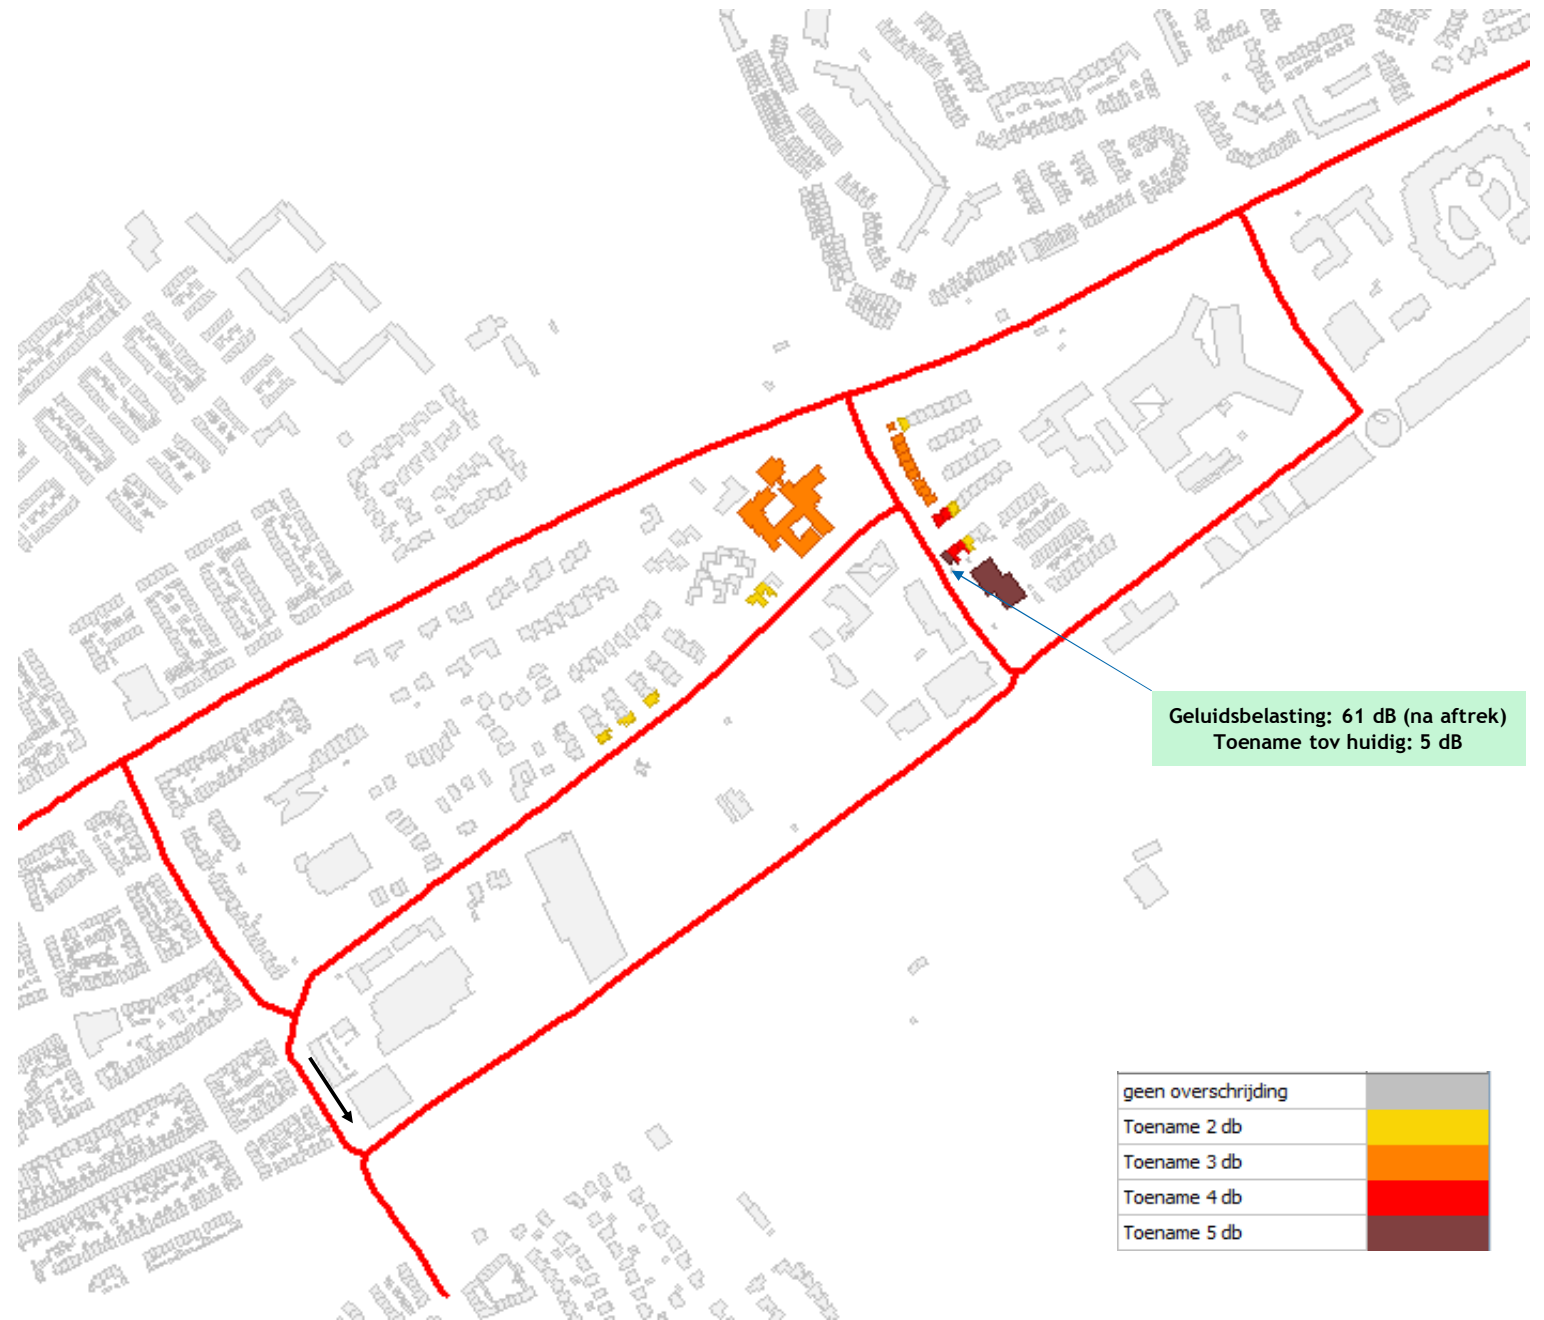 Geluidsbelasting: 61 dB (na aftrek)
Toename tov huidig: 5 dB
geen overschrijding
Toename 2 db
Toename 3 db
Toename 4 db
Toename 5 db